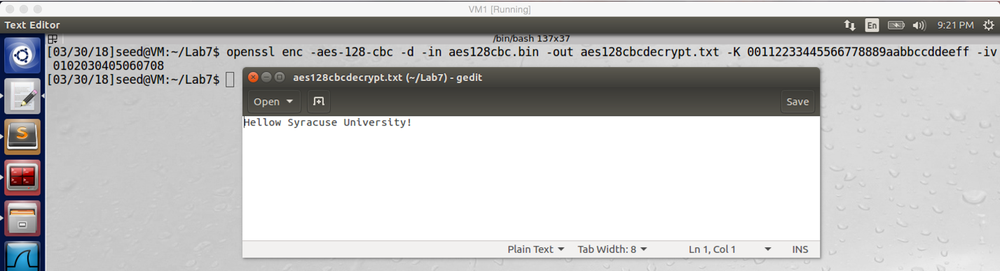 VM1 [Running]
Text Editor
En
9:21 PM
/bin/bash 137x37
[03/30/18]seed@VM:~/Lab7$ openssl enc -aes-128-cbc -d -in aes128cbc.bin -out aes128cbcdecrypt.txt -K 00112233445566778889aabbccddeeff -iv
0102030405060708
[03/30/18]seed@VM:~/Lab7$
aes128cbcdecrypt.txt (~/Lab7) - gedit
Open
Save
Hellow Syracuse University!
Plain Text
Tab Width: 8
Ln 1, Col 1
INS
S